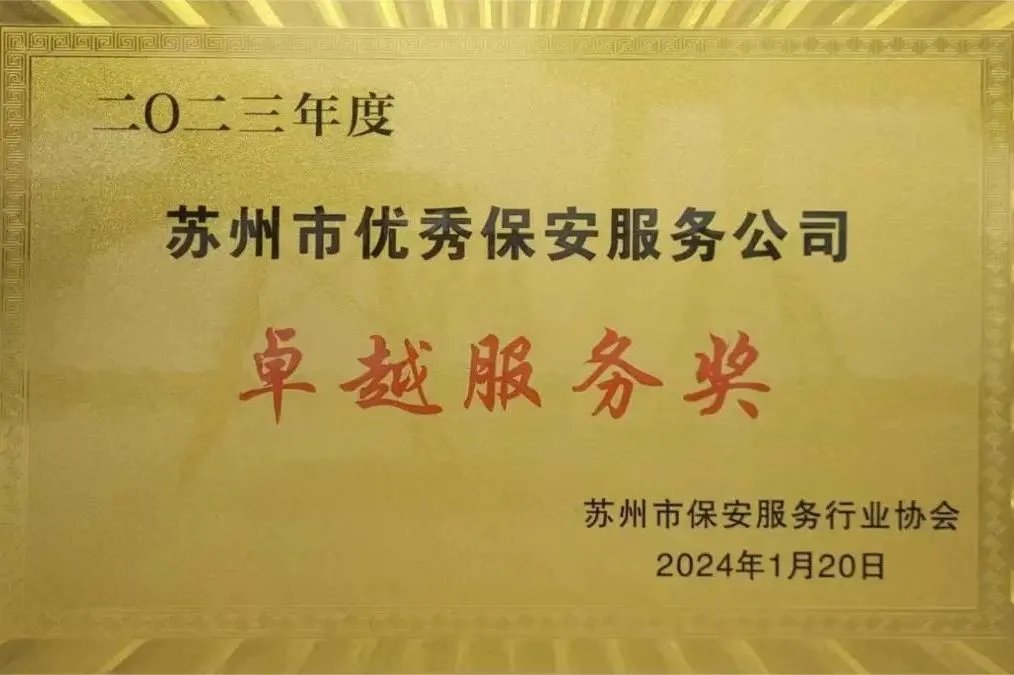 二〇二三年度
苏州市优秀保安服务公司
卓越服务奖
苏州市保安服务行业协会
2024年1月20日